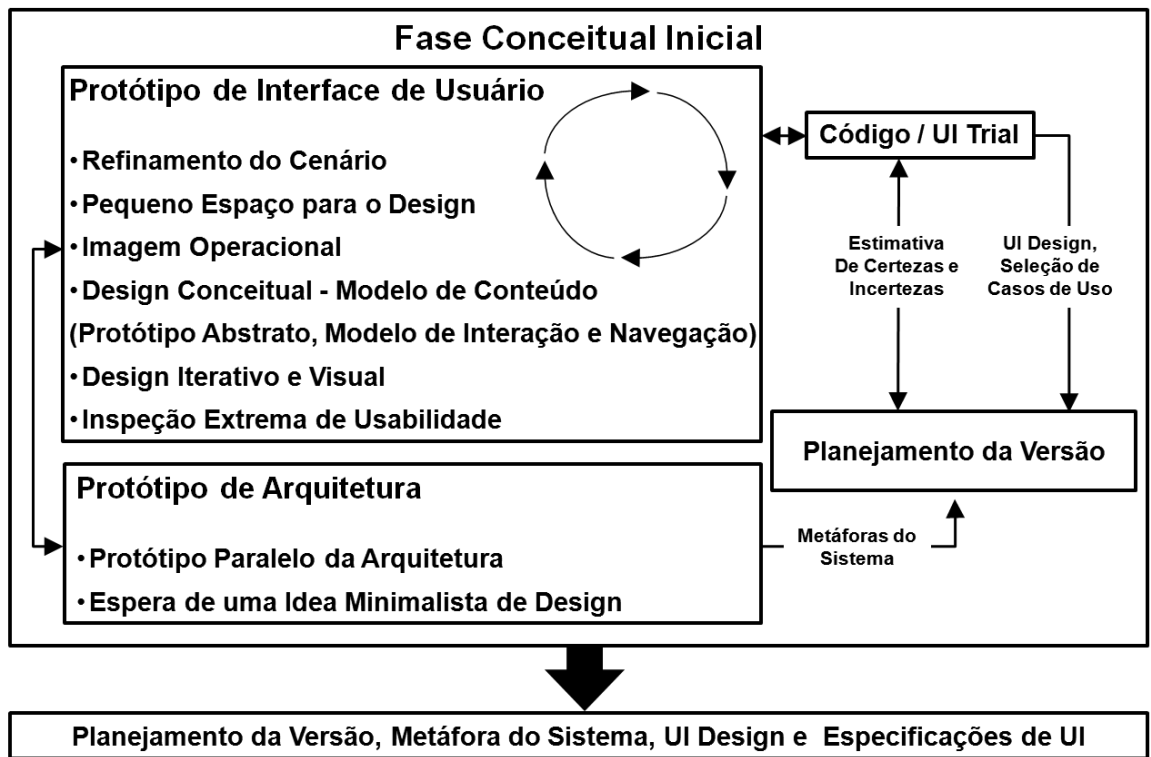 Fase Conceitual Inicial
Protótipo de Interface de Usuário
• Refinamento do Cenário
• Pequeno Espaço para o Design
• Imagem Operacional
• Design Conceitual - Modelo de Conteúdo
(Protótipo Abstrato, Modelo de Interação e Navegação)
• Design Iterativo e Visual
• Inspeção Extrema de Usabilidade
Código / UI Trial
Estimativa
De Certezas e
Incertezas
UI Design,
Seleção de
Casos de Uso
Planejamento da Versão
Protótipo de Arquitetura
• Protótipo Paralelo da Arquitetura
• Espera de uma Idea Minimalista de Design
Metáforas do
Sistema
Planejamento da Versão, Metáfora do Sistema, UI Design e Especificações de UI